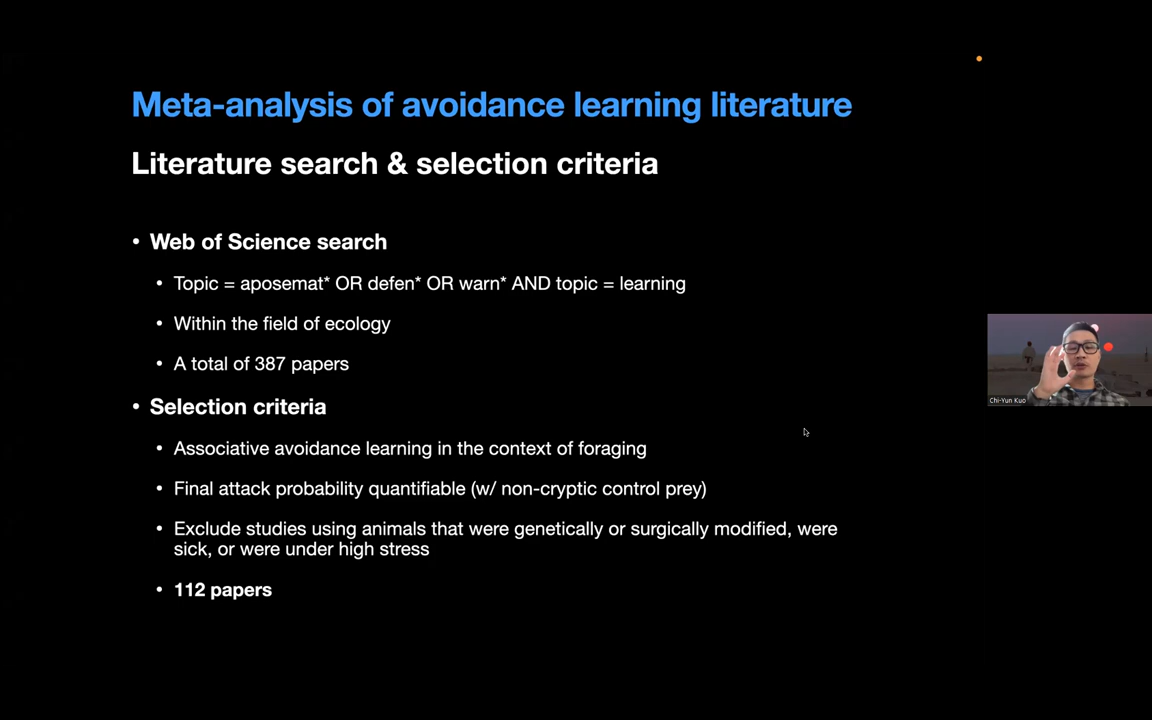 Meta-analysis of avoidance learning literature
Literature search & selection criteria
• Web of Science search
• Topic = aposemat* OR defen* OR warn* AND topic = learning
• Within the field of ecology
• A total of 387 papers
• Selection criteria
• Associative avoidance learning in the context of foraging
• Final attack probability quantifiable (w/ non-cryptic control prey)
• Exclude studies using animals that were genetically or surgically modified, were
sick, or were under high stress
• 112 papers
Chi-Yun Kuo